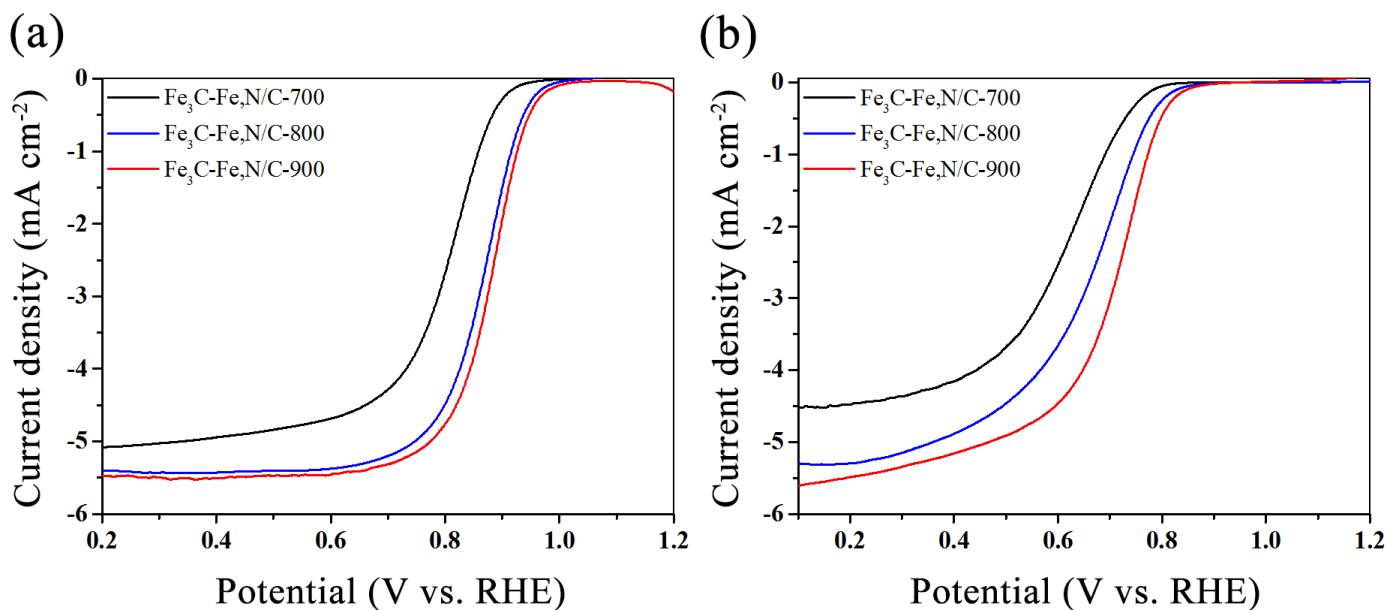 (a)
0
-1
-2
-3
-4
-5
-6
0.2 0.4 0.6 0.8 1.0 1.2
Current density (mA cm⁻²)
Potential (V vs. RHE)
Fe₃C-Fe,N/C-700
Fe₃C-Fe,N/C-800
Fe₃C-Fe,N/C-900
(b)
0
-1
-2
-3
-4
-5
-6
0.2 0.4 0.6 0.8 1.0 1.2
Current density (mA cm⁻²)
Potential (V vs. RHE)
Fe₃C-Fe,N/C-700
Fe₃C-Fe,N/C-800
Fe₃C-Fe,N/C-900